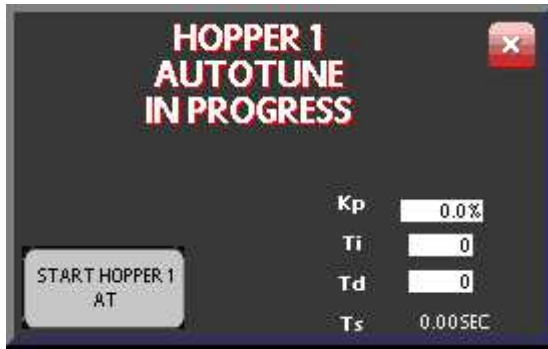 HOPPER 1
AUTOTUNE
IN PROGRESS
Kp 0.0%
Ti 0
START HOPPER 1
AT
Td 0
Ts 0.00SEC